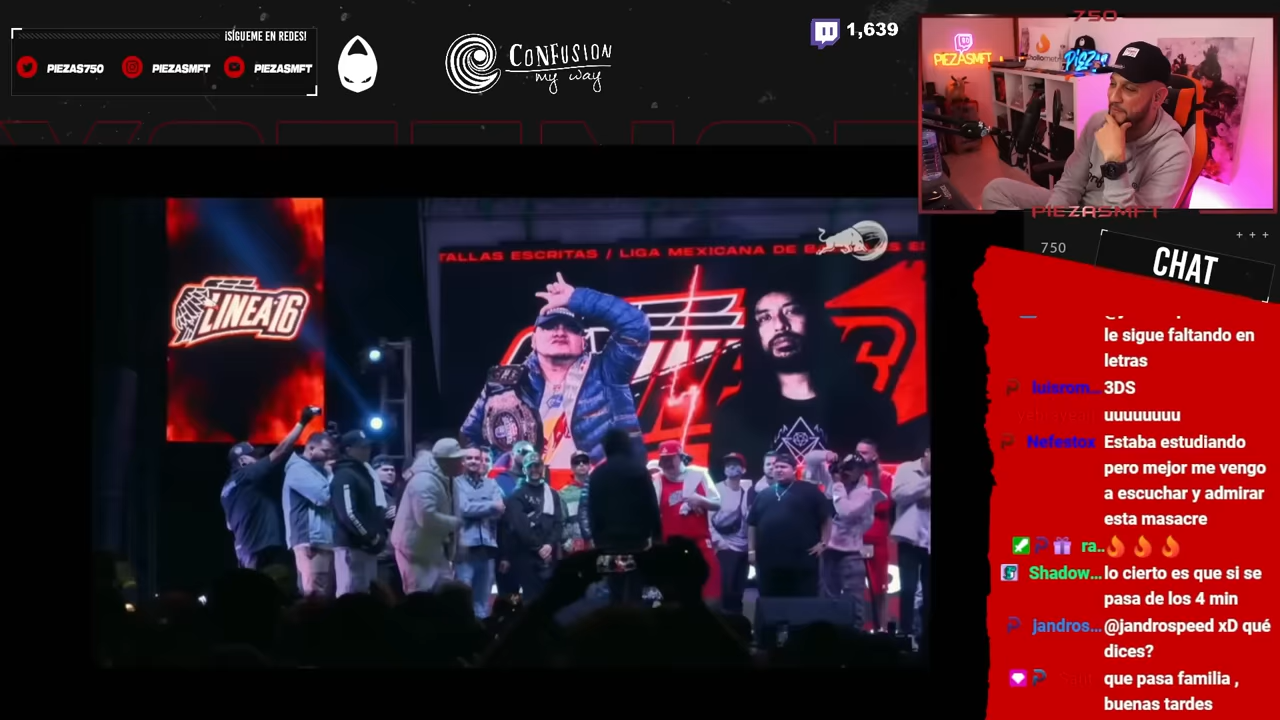 ¡SÍGUEME EN REDES!
PIEZAS750
PIEZASMFT
PIEZASMFT
CONFUSION
my way
1,639
750
PIEZASMFT
PIEZASMFT
750
CHAT
TALLAS ESCRITAS / LIGA MEXICANA DE
LINEA16
le sigue faltando en
letras
luisrom... 3DS
uuuuuuuu
Nefestox Estaba estudiando
pero mejor me vengo
a escuchar y admirar
esta masacre
ra..
Shadow... lo cierto es que si se
pasa de los 4 min
jandros... @jandrospeed xD qué
dices?
que pasa familia ,
buenas tardes